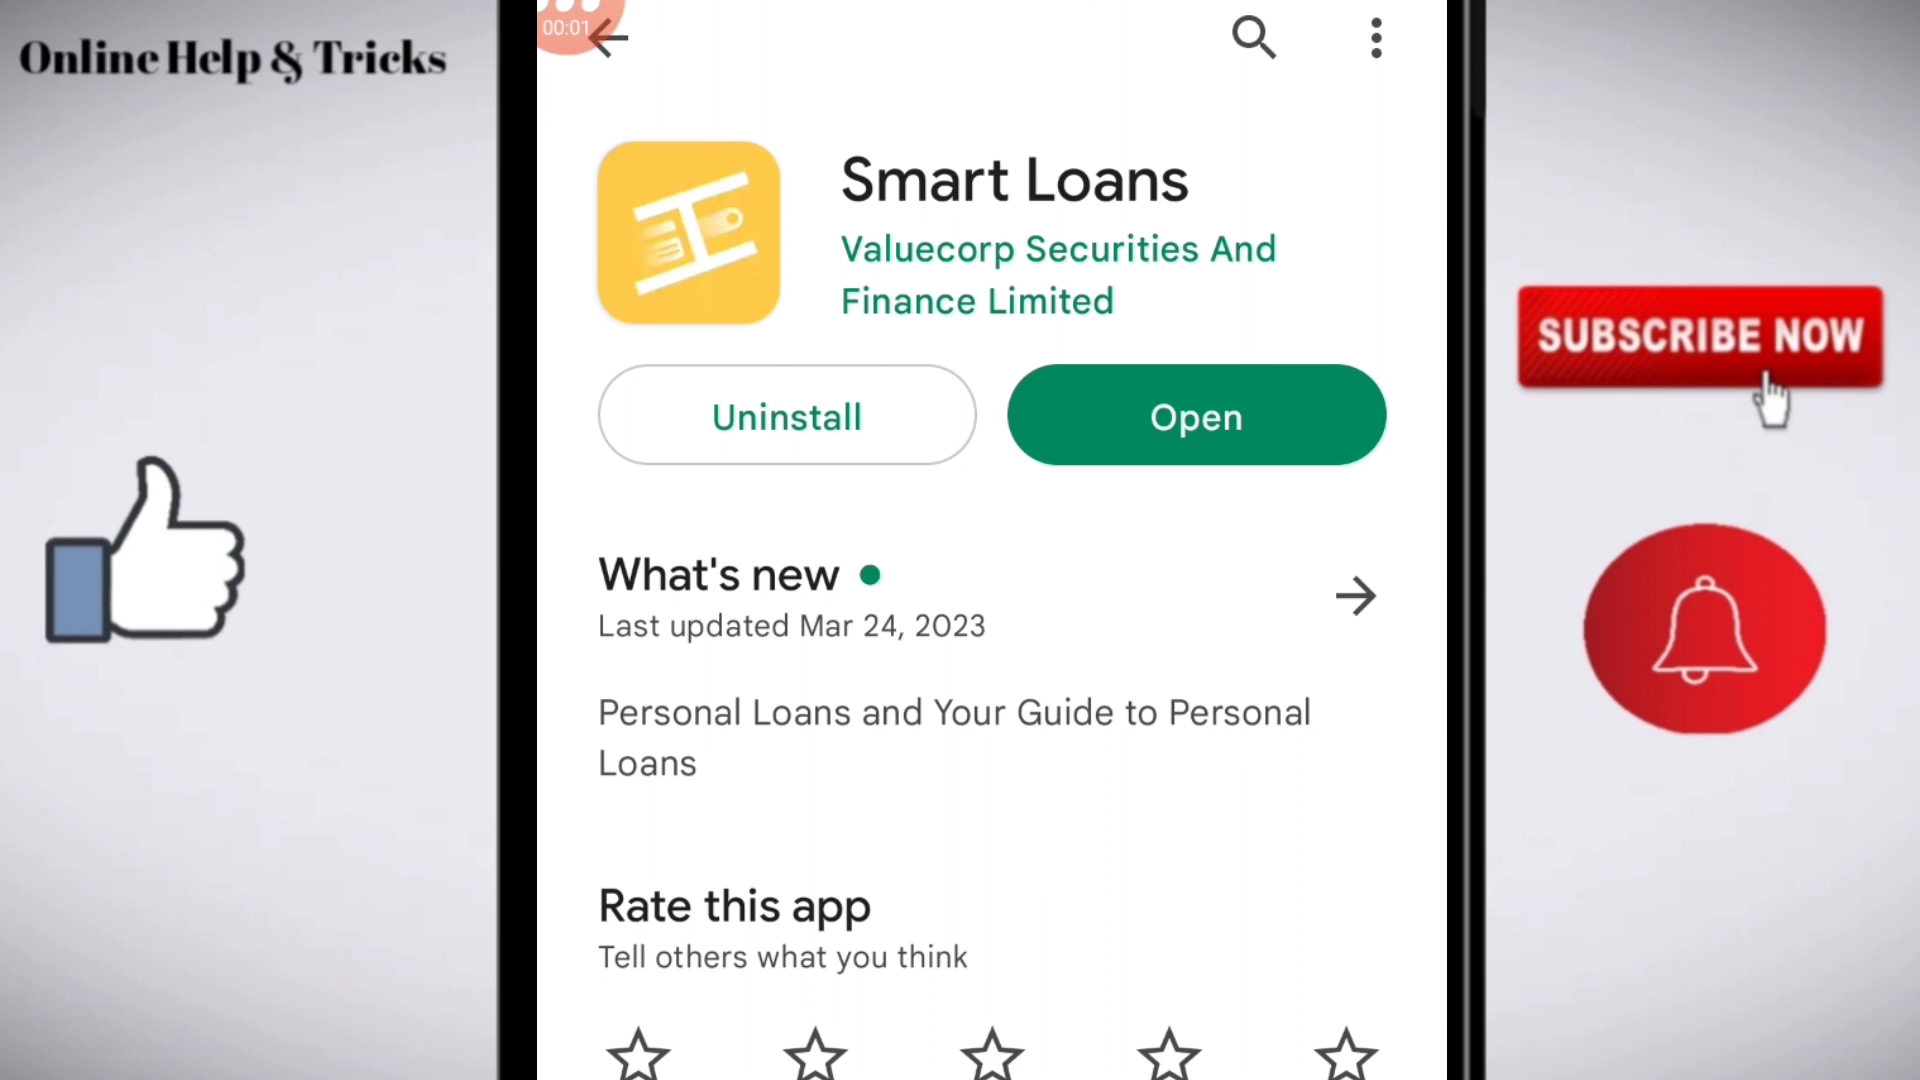 Online Help & Tricks
00:01
Smart Loans
Valuecorp Securities And
Finance Limited
Uninstall
Open
What's new
Last updated Mar 24, 2023
Personal Loans and Your Guide to Personal
Loans
Rate this app
Tell others what you think
SUBSCRIBE NOW